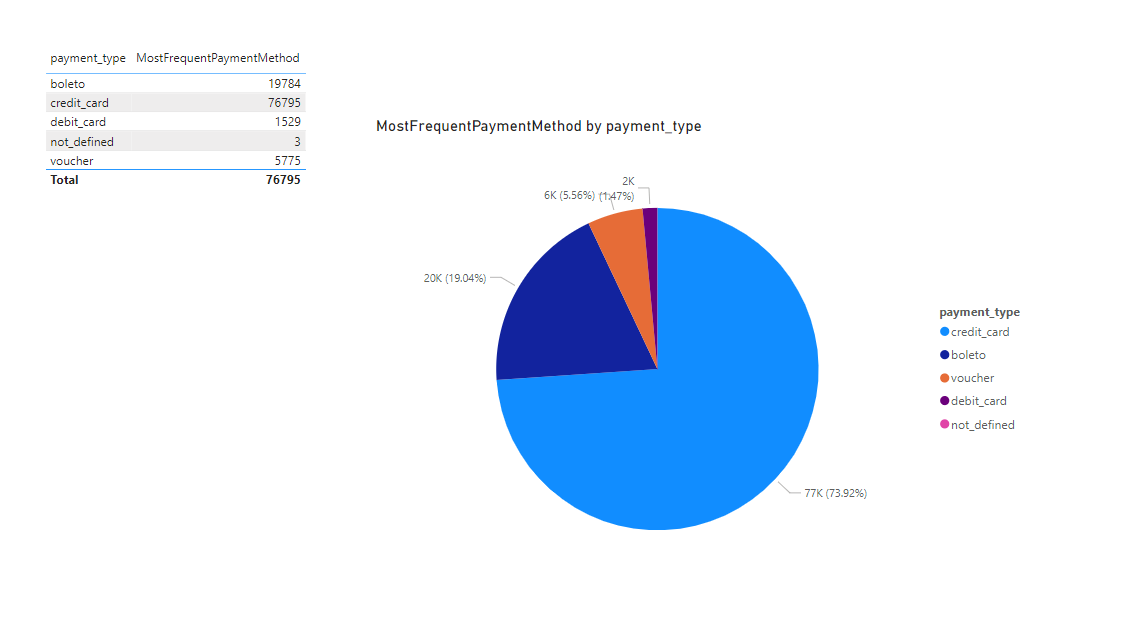 payment_type MostFrequentPaymentMethod
boleto 19784
credit_card 76795
debit_card 1529
not_defined 3
voucher 5775
Total 76795
MostFrequentPaymentMethod by payment_type
2K
6K (5.56%) (1.47%)
20K (19.04%)
77K (73.92%)
payment_type
credit_card
boleto
voucher
debit_card
not_defined